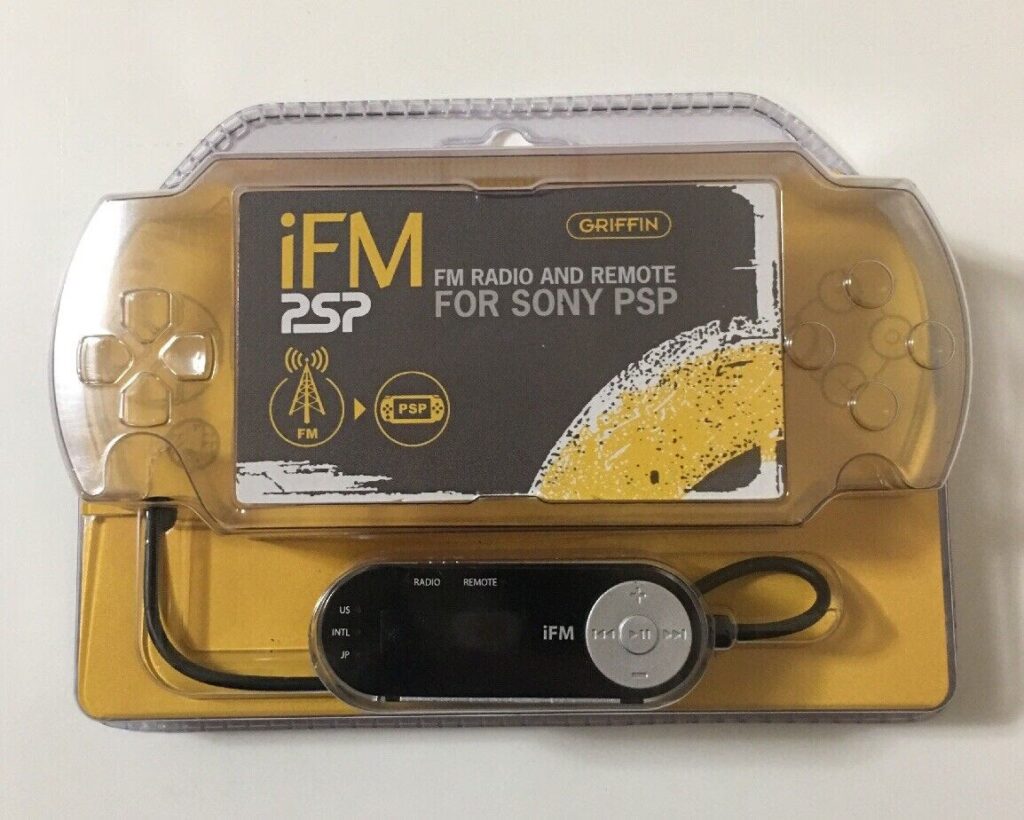 iFM
PSP
GRIFFIN
FM RADIO AND REMOTE
FOR SONY PSP
FM
PSP
RADIO REMOTE
US
INTL
JP
iFM